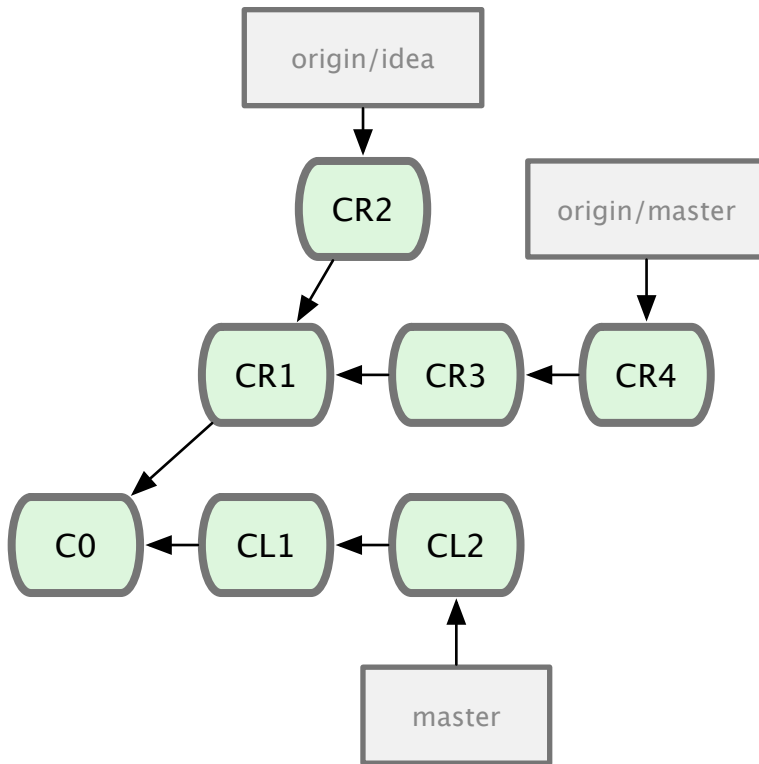 origin/idea
CR2
origin/master
CR1
CR3
CR4
C0
CL1
CL2
master